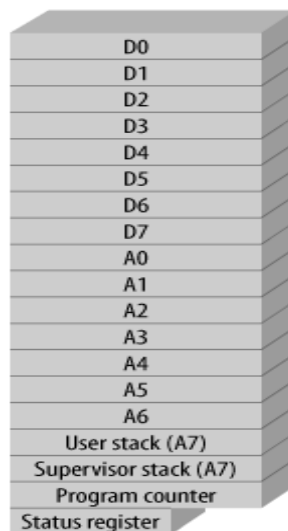 D0
D1
D2
D3
D4
D5
D6
D7
A0
A1
A2
A3
A4
A5
A6
User stack (A7)
Supervisor stack (A7)
Program counter
Status register